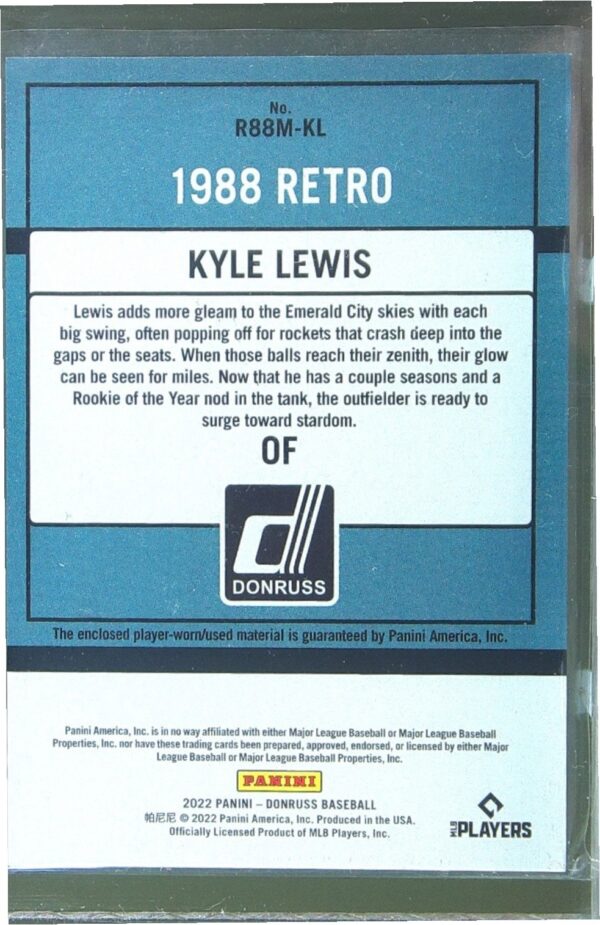 No.
R88M-KL
1988 RETRO
KYLE LEWIS
Lewis adds more gleam to the Emerald City skies with each
big swing, often popping off for rockets that crash deep into the
gaps or the seats. When those balls reach their zenith, their glow
can be seen for miles. Now that he has a couple seasons and a
Rookie of the Year nod in the tank, the outfielder is ready to
surge toward stardom.
OF
d
DONRUSS
The enclosed player-worn/used material is guaranteed by Panini America, Inc.
Panini America, Inc. is in no way affiliated with either Major League Baseball or Major League Baseball
Properties, Inc. nor have these trading cards been prepared, approved, endorsed, or licensed by either Major
League Baseball or Major League Baseball Properties, Inc.
PANINI
2022 PANINI – DONRUSS BASEBALL
帕尼尼 © 2022 Panini America, Inc. Produced in the USA.
Officially Licensed Product of MLB Players, Inc.
MLB PLAYERS